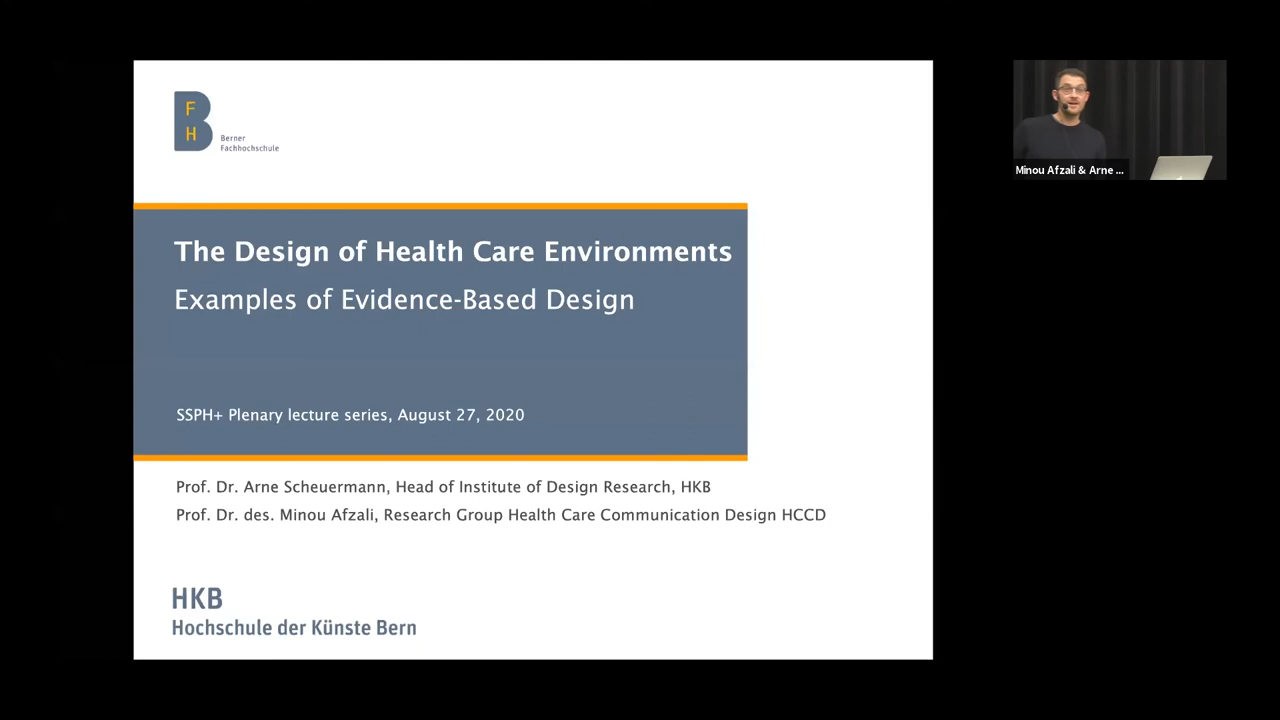 F
H
Berner
Fachhochschule
The Design of Health Care Environments
Examples of Evidence-Based Design
SSPH+ Plenary lecture series, August 27, 2020
Prof. Dr. Arne Scheuermann, Head of Institute of Design Research, HKB
Prof. Dr. des. Minou Afzali, Research Group Health Care Communication Design HCCD
HKB
Hochschule der Künste Bern
Minou Afzali & Arne ...